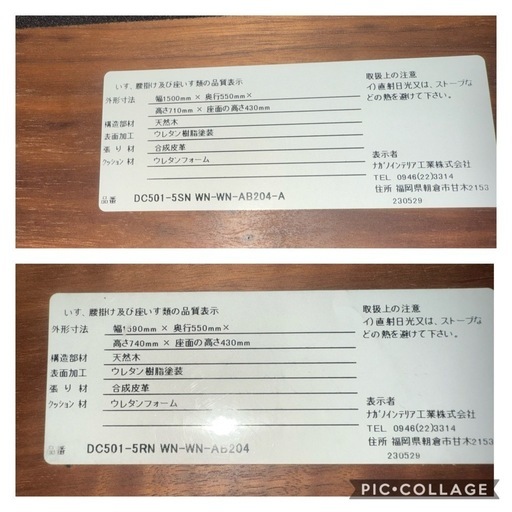 いす、腰掛け及び座いす類の品質表示
外形寸法 幅1500mm × 奥行550mm×
高さ710mm × 座面の高さ430mm
構造部材 天然木
表面加工 ウレタン樹脂塗装
張り材 合成皮革
クッション材 ウレタンフォーム
品番 DC501-5SN WN-WN-AB204-A
取扱上の注意
イ)直射日光又は、ストーブな
どの熱を避けて下さい。
表示者
ナガノインテリア工業株式会社
TEL 0946(22)3314
住所 福岡県朝倉市甘木2153
230529
いす、腰掛け及び座いす類の品質表示
外形寸法 幅1590mm × 奥行550mm×
高さ740mm × 座面の高さ430mm
構造部材 天然木
表面加工 ウレタン樹脂塗装
張り材 合成皮革
クッション材 ウレタンフォーム
品番 DC501-5RN WN-WN-AB204
取扱上の注意
イ)直射日光又は、ストーブな
どの熱を避けて下さい。
表示者
ナガノインテリア工業株式会社
TEL 0946(22)3314
住所 福岡県朝倉市甘木2153
230529
PIC•COLLAGE